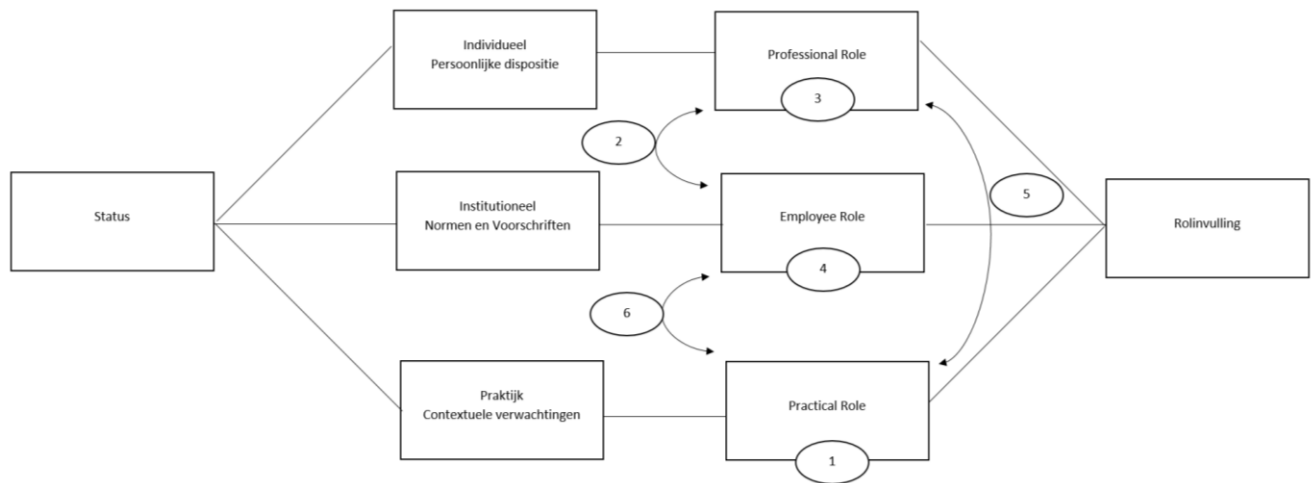 Individueel
Persoonlijke dispositie
Professional Role
3
2
Status
Institutioneel
Normen en Voorschriften
Employee Role
4
5
Rolinvulling
6
Praktijk
Contextuele verwachtingen
Practical Role
1